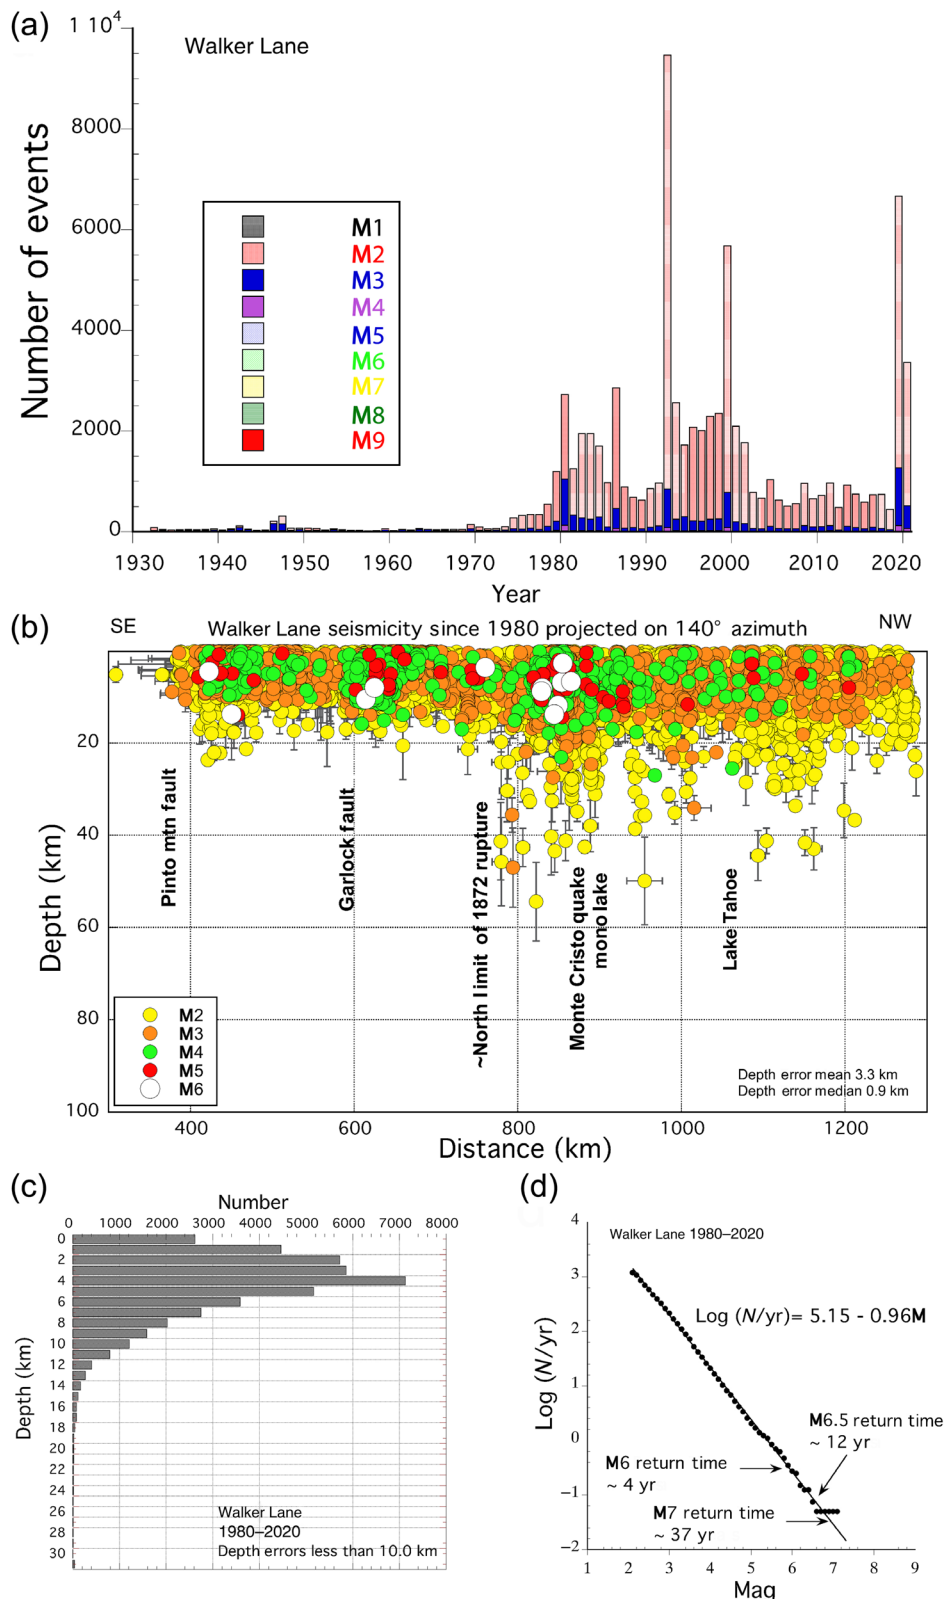 (a)
1 10⁴
Walker Lane
8000
6000
4000
2000
0
Number of events
M1
M2
M3
M4
M5
M6
M7
M8
M9
1930 1940 1950 1960 1970 1980 1990 2000 2010 2020
Year
(b)
SE
Walker Lane seismicity since 1980 projected on 140° azimuth
NW
20
40
60
80
100
Depth (km)
Pinto mtn fault
Garlock fault
~North limit of 1872 rupture
Monte Cristo quake
mono lake
Lake Tahoe
M2
M3
M4
M5
M6
Depth error mean 3.3 km
Depth error median 0.9 km
400 600 800 1000 1200
Distance (km)
(c)
Number
0 1000 2000 3000 4000 5000 6000 7000 8000
0
2
4
6
8
10
12
14
16
18
20
22
24
26
28
30
Depth (km)
Walker Lane
1980–2020
Depth errors less than 10.0 km
(d)
4
3
2
1
0
−1
−2
Log (N/yr)
Walker Lane 1980–2020
Log (N/yr)= 5.15 - 0.96M
M6.5 return time
~ 12 yr
M6 return time
~ 4 yr
M7 return time
~ 37 yr
1 2 3 4 5 6 7 8 9
Mag